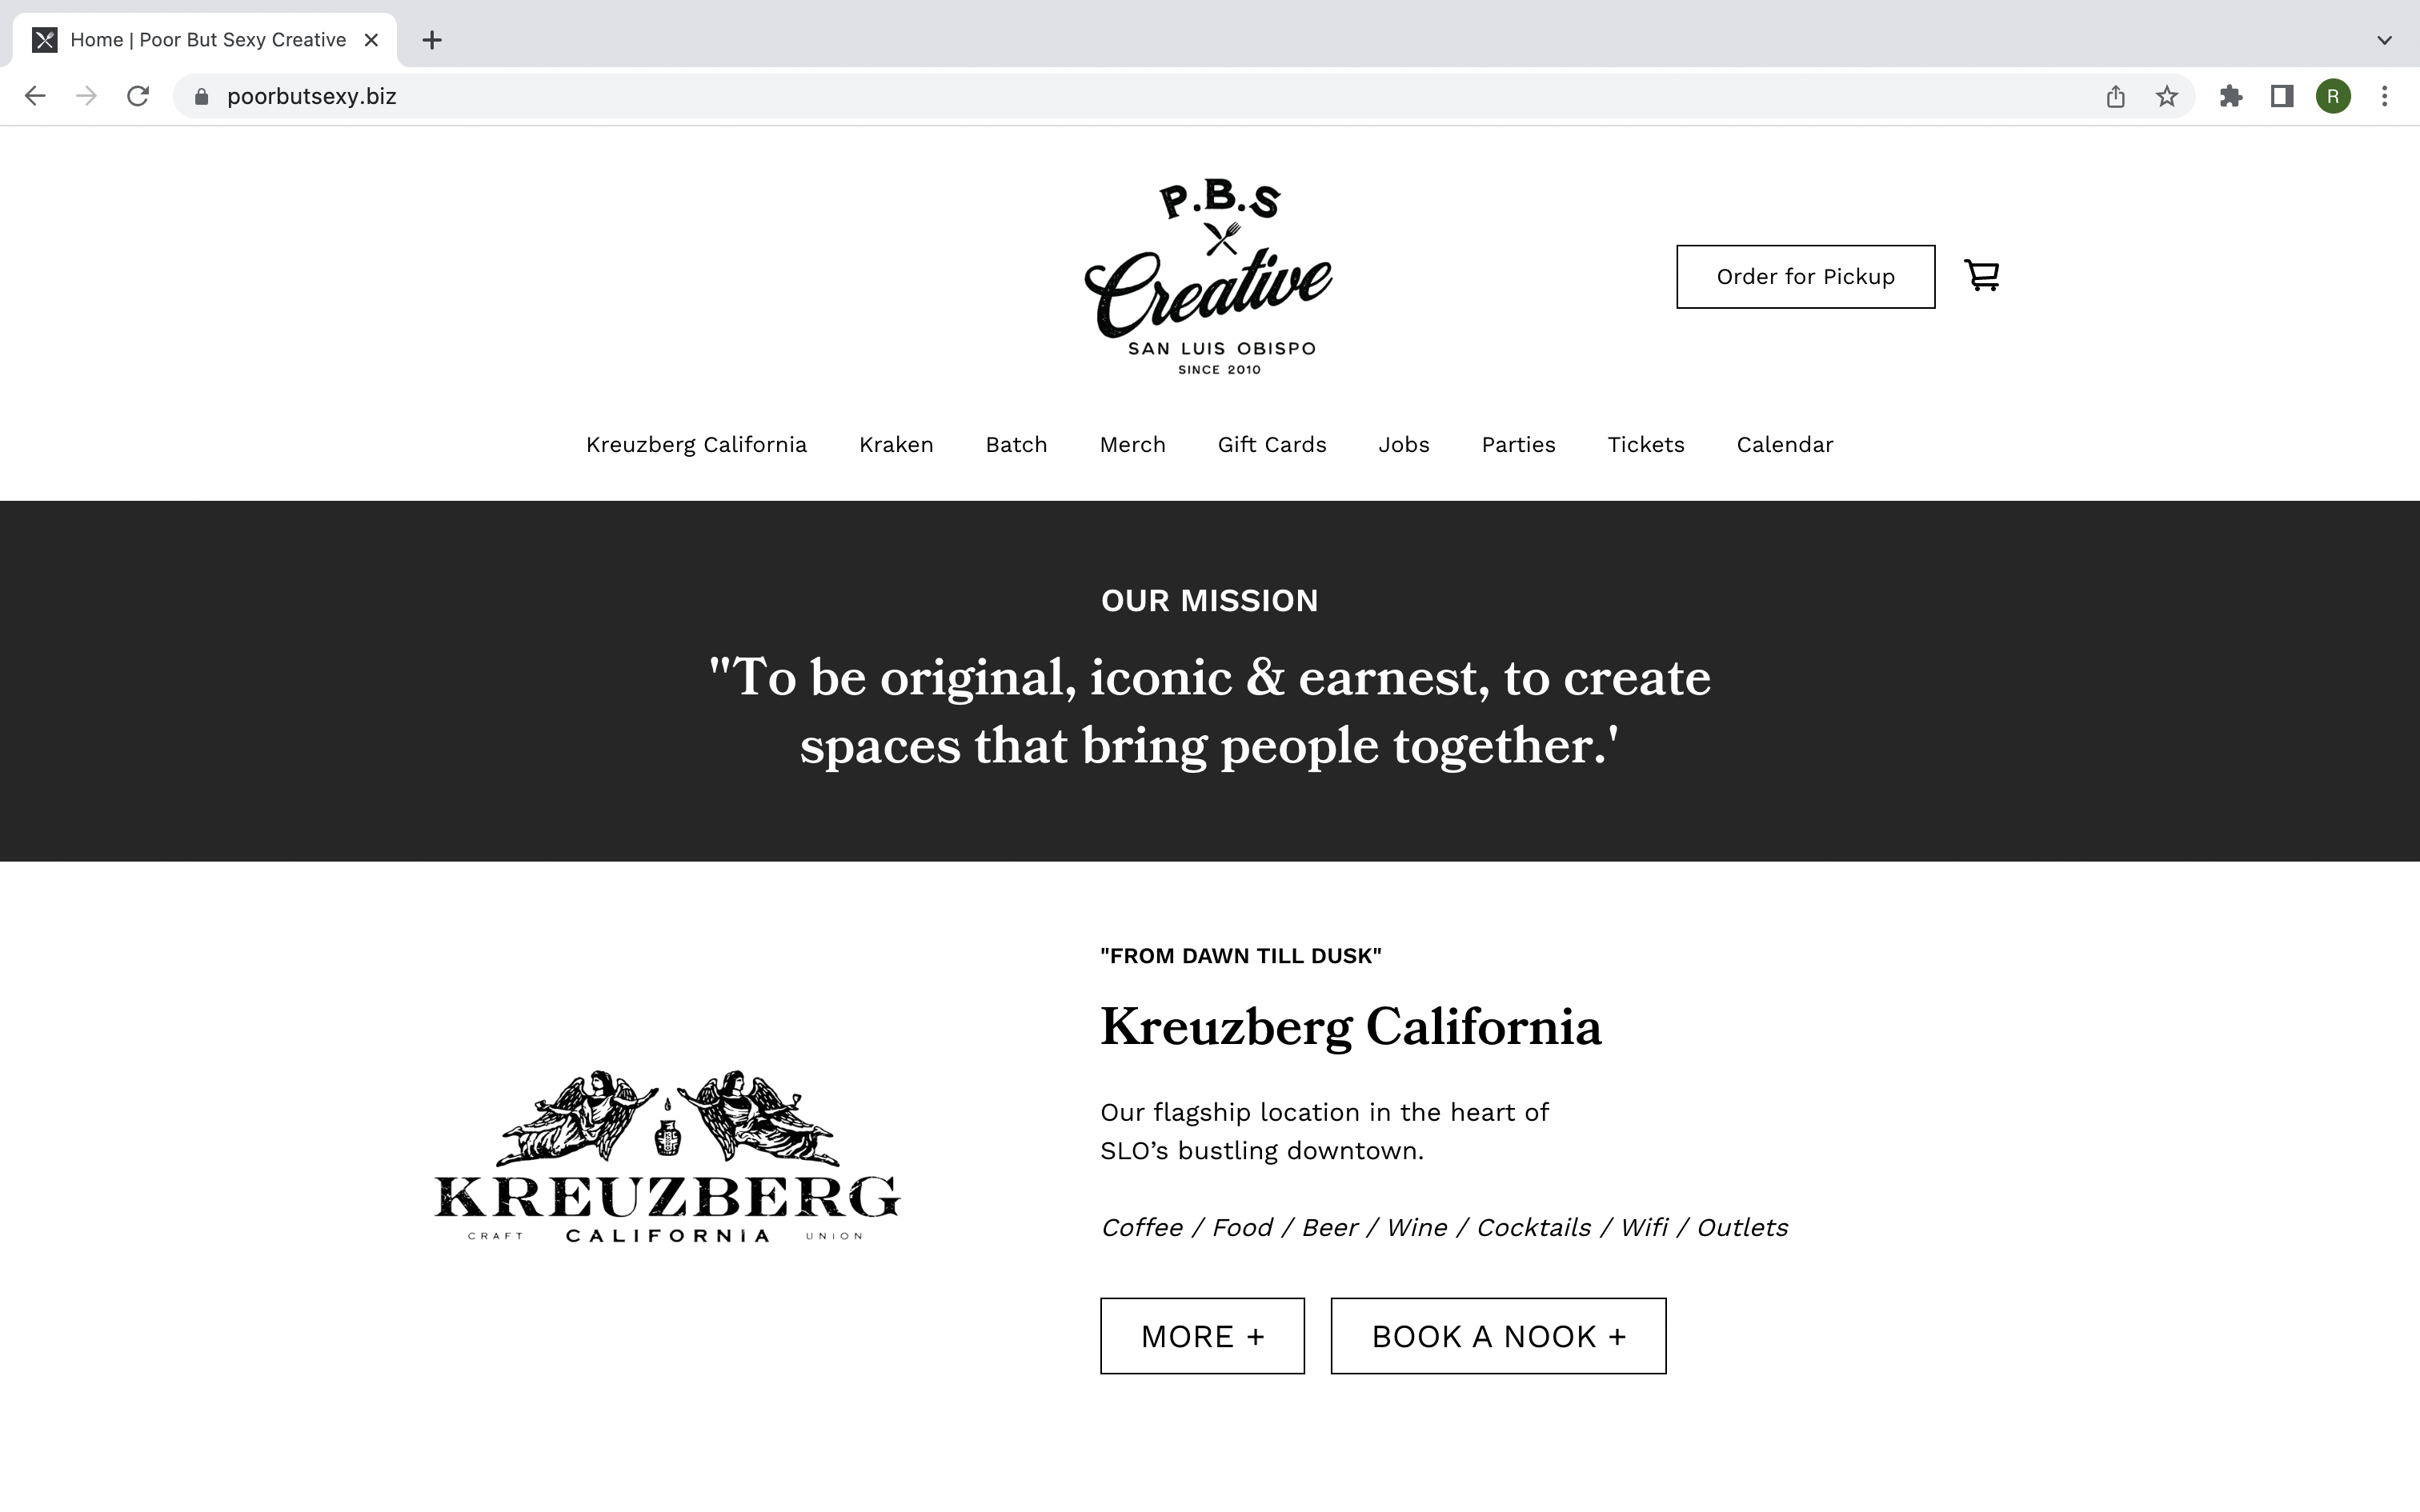 Home | Poor But Sexy Creative
poorbutsexy.biz
R
P.B.S
Creative
SAN LUIS OBISPO
SINCE 2010
Order for Pickup
Kreuzberg California Kraken Batch Merch Gift Cards Jobs Parties Tickets Calendar
OUR MISSION
"To be original, iconic & earnest, to create
spaces that bring people together.'
"FROM DAWN TILL DUSK"
Kreuzberg California
Our flagship location in the heart of
SLO’s bustling downtown.
Coffee / Food / Beer / Wine / Cocktails / Wifi / Outlets
MORE + BOOK A NOOK +
KREUZBERG
CRAFT CALIFORNIA UNION